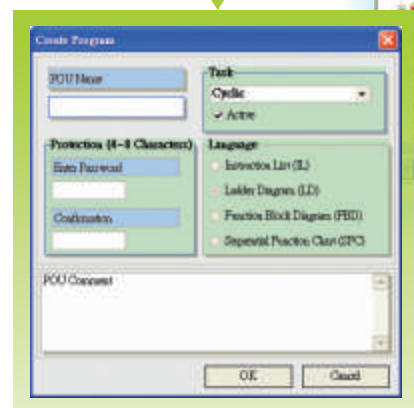 Create Program
POU Name
Task
Cyclic
Active
Protection (4~8 Characters)
Enter Password
Confirmation
Language
Instruction List (IL)
Ladder Diagram (LD)
Function Block Diagram (FBD)
Sequential Function Chart (SFC)
POU Comment
OK
Cancel